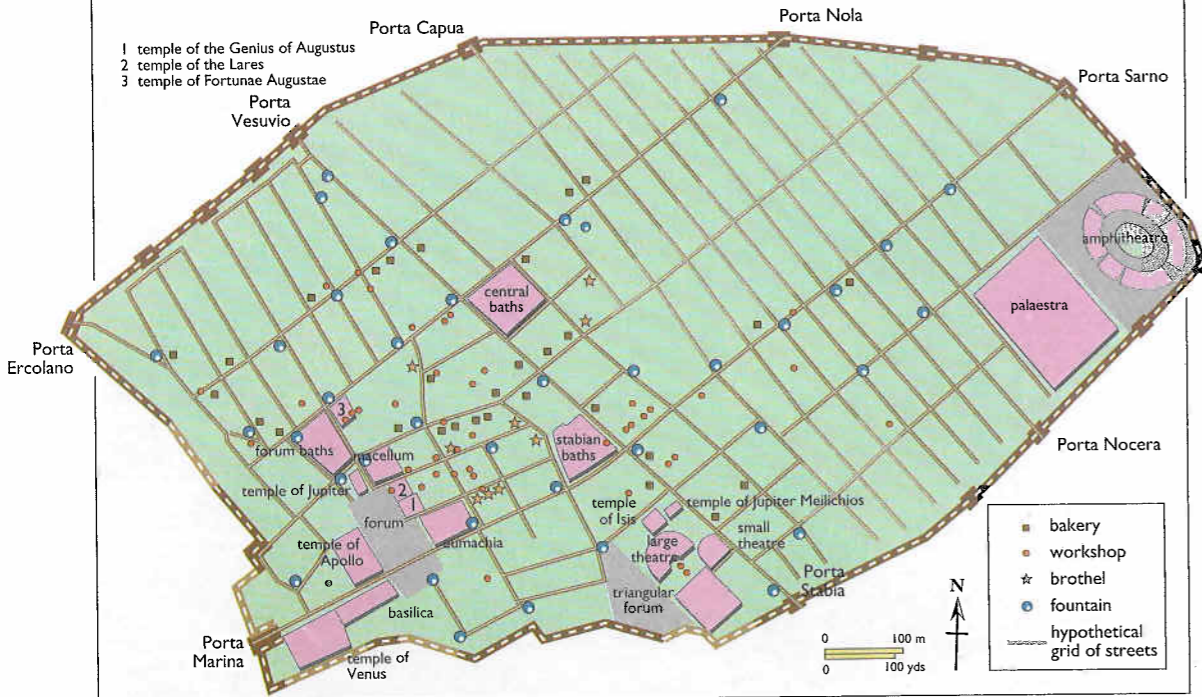 Porta Capua
Porta Nola
1 temple of the Genius of Augustus
2 temple of the Lares
3 temple of Fortunae Augustae
Porta Sarno
Porta
Vesuvio
amphitheatre
central
baths
palaestra
Porta
Ercolano
3
forum baths
macellum
stabian
baths
Porta Nocera
temple of Jupiter
2
1
temple
of Isis
temple of Jupiter Meilichios
forum
eumachia
small
theatre
large
theatre
temple of
Apollo
triangular
forum
Porta
Stabia
basilica
Porta
Marina
temple of
Venus
N
0 100 m
0 100 yds
bakery
workshop
brothel
fountain
hypothetical
grid of streets